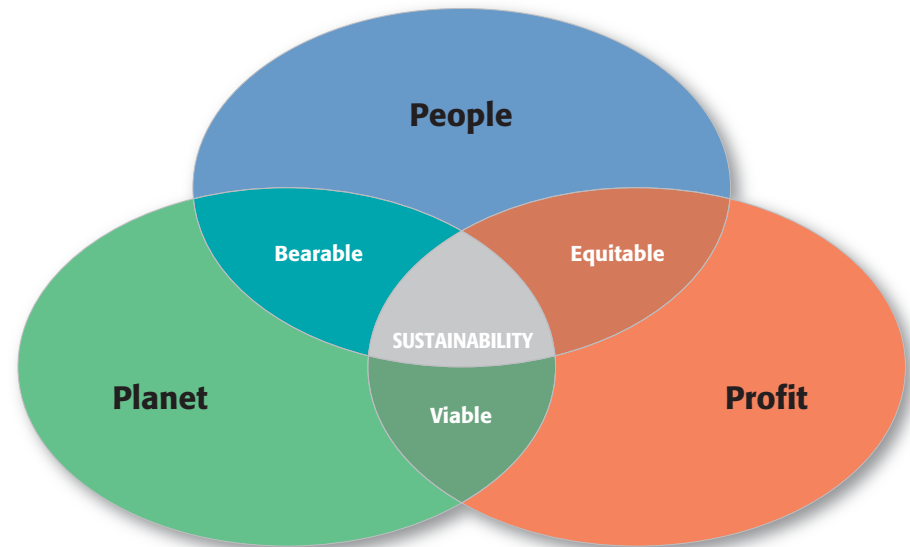 People
Bearable
Equitable
SUSTAINABILITY
Planet
Viable
Profit